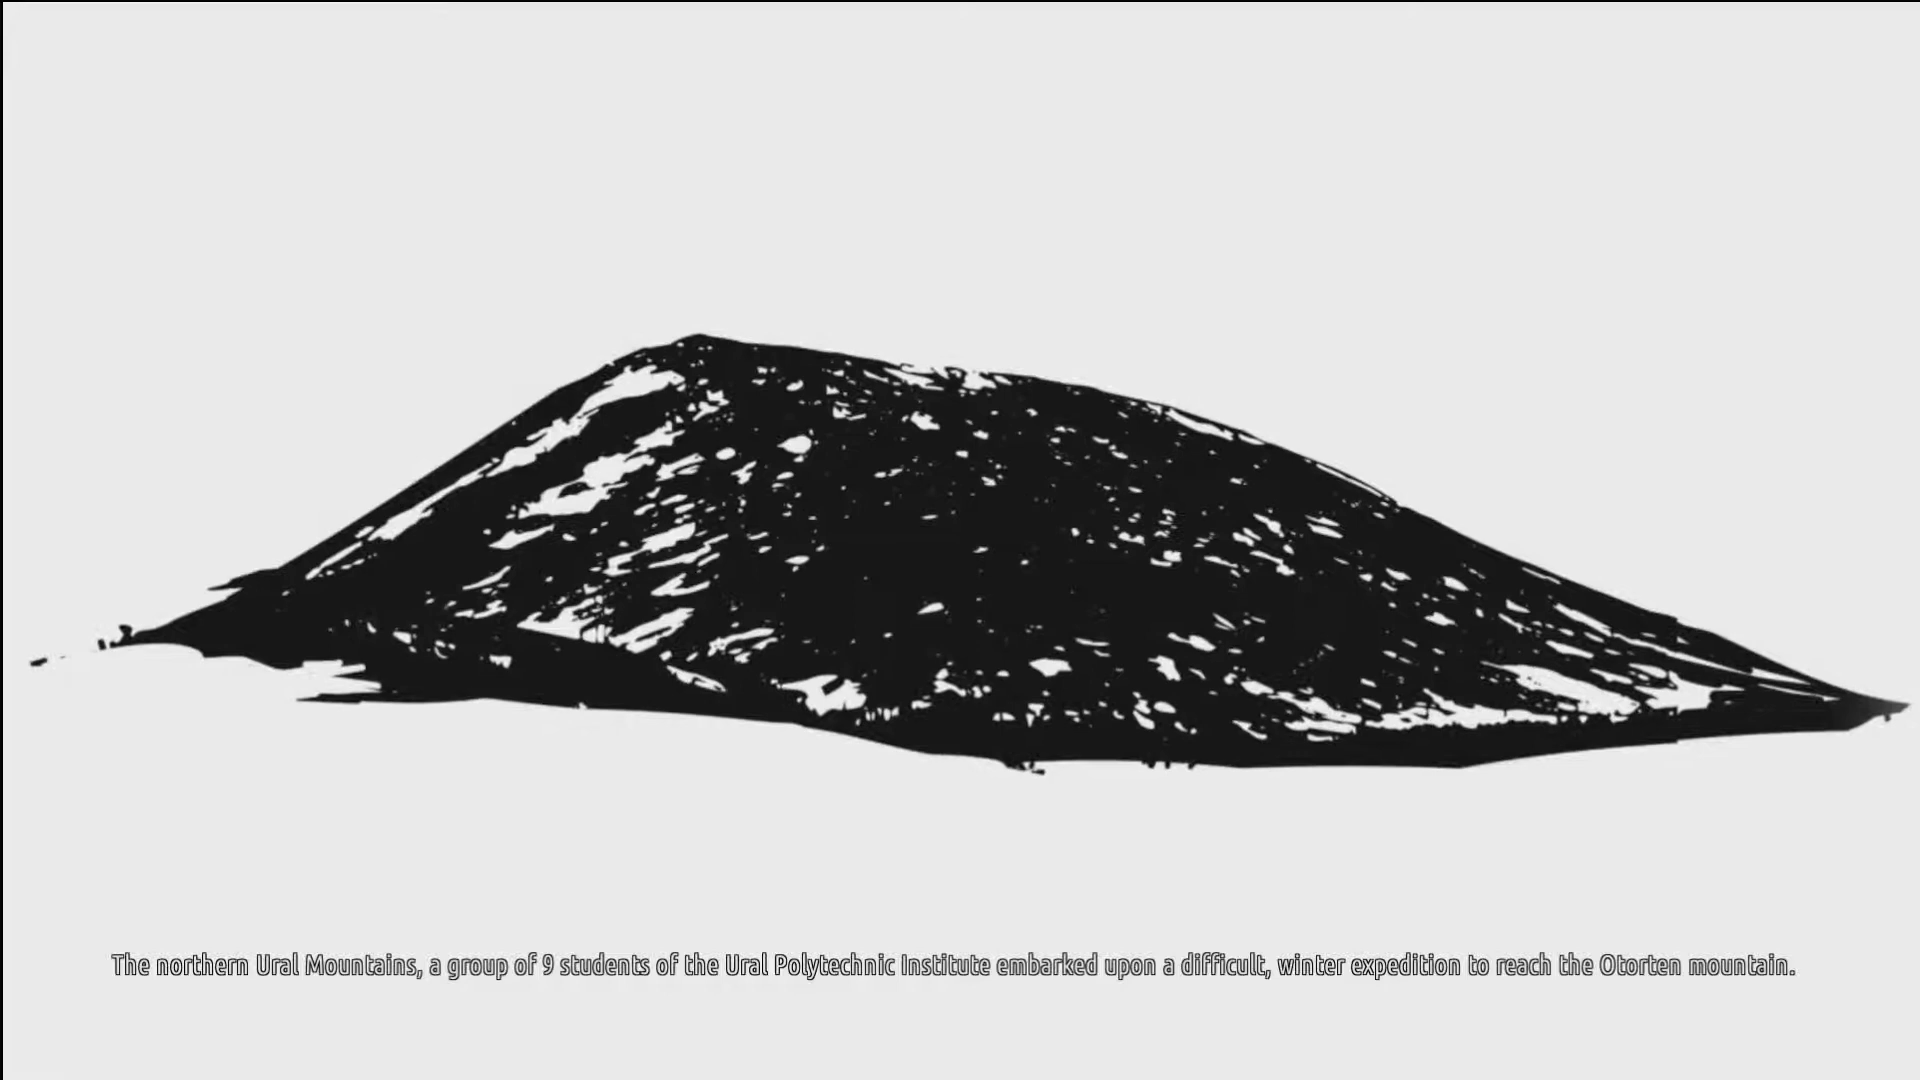 The northern Ural Mountains, a group of 9 students of the Ural Polytechnic Institute embarked upon a difficult, winter expedition to reach the Otorten mountain.